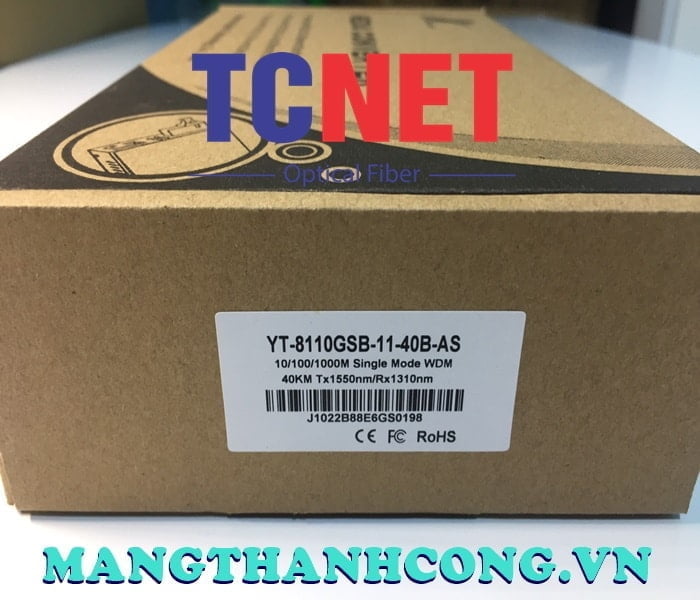 TCNET
Optical Fiber
YT-8110GSB-11-40B-AS
10/100/1000M Single Mode WDM
40KM Tx1550nm/Rx1310nm
J1022B88E6GS0198
CE FC RoHS
MANGTHANHCONG.VN